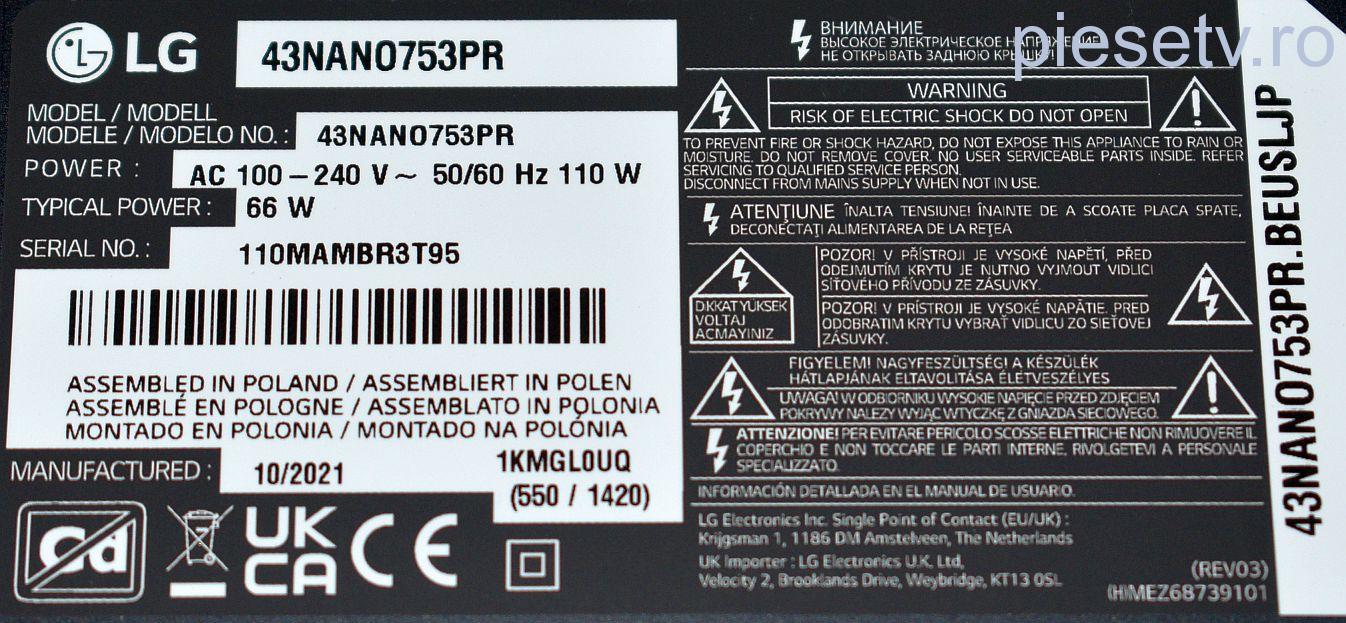 LG
43NANO753PR
MODEL / MODELL
MODELE / MODELO NO. :
43NANO753PR
POWER :
AC 100 – 240 V ~ 50/60 Hz 110 W
TYPICAL POWER :
66 W
SERIAL NO. :
110MAMBR3T95
ASSEMBLED IN POLAND / ASSEMBLIERT IN POLEN
ASSEMBLÉ EN POLOGNE / ASSEMBLATO IN POLONIA
MONTADO EN POLONIA / MONTADO NA POLÓNIA
MANUFACTURED :
10/2021
1KMGL0UQ
(550 / 1420)
Cd
UK
CA
CE
ВНИМАНИЕ
ВЫСОКОЕ ЭЛЕКТРИЧЕСКОЕ НАПРЯЖЕНИЕ
НЕ ОТКРЫВАТЬ ЗАДНЮЮ КРЫШКУ!
piesetv.ro
WARNING
RISK OF ELECTRIC SHOCK DO NOT OPEN
TO PREVENT FIRE OR SHOCK HAZARD, DO NOT EXPOSE THIS APPLIANCE TO RAIN OR
MOISTURE. DO NOT REMOVE COVER. NO USER SERVICEABLE PARTS INSIDE. REFER
SERVICING TO QUALIFIED SERVICE PERSON.
DISCONNECT FROM MAINS SUPPLY WHEN NOT IN USE.
ATENŢIUNE ÎNALTA TENSIUNE! ÎNAINTE DE A SCOATE PLACA SPATE,
DECONECTAŢI ALIMENTAREA DE LA REŢEA
DKKAT YÜKSEK
VOLTAJ
ACMAYINIZ
POZOR! V PŘÍSTROJI JE VYSOKÉ NAPĚTÍ, PŘED
ODEJMUTÍM KRYTU JE NUTNO VYJMOUT VIDLICI
SÍŤOVÉHO PŘÍVODU ZE ZÁSUVKY.
POZOR! V PRÍSTROJI JE VYSOKÉ NAPÄTIE. PRED
ODOBRATIM KRYTU VYBRAŤ VIDLICU ZO SIEŤOVEJ
ZÁSUVKY.
FIGYELEM! NAGYFESZÜLTSÉG! A KÉSZÜLÉK
HÁTLAPJÁNAK ELTAVOLITÁSA ÉLETVESZÉLYES
UWAGA! W ODBIORNIKU WYSOKIE NAPIĘCIE PRZED ZDJĘCIEM
POKRYWY NALEŻY WYJĄĆ WTYCZKĘ Z GNIAZDA SIECIOWEGO.
ATTENZIONE! PER EVITARE PERICOLO SCOSSE ELETTRICHE NON RIMUOVERE IL
COPERCHIO E NON TOCCARE LE PARTI INTERNE, RIVOLGETEVI A PERSONALE
SPECIALIZZATO.
INFORMACIÓN DETALLADA EN EL MANUAL DE USUARIO.
LG Electronics Inc. Single Point of Contact (EU/UK) :
Krijgsman 1, 1186 DM Amstelveen, The Netherlands
UK Importer : LG Electronics U.K. Ltd,
Velocity 2, Brooklands Drive, Weybridge, KT13 0SL
(REV03)
(H)MEZ68739101
43NANO753PR.BEUSLJP